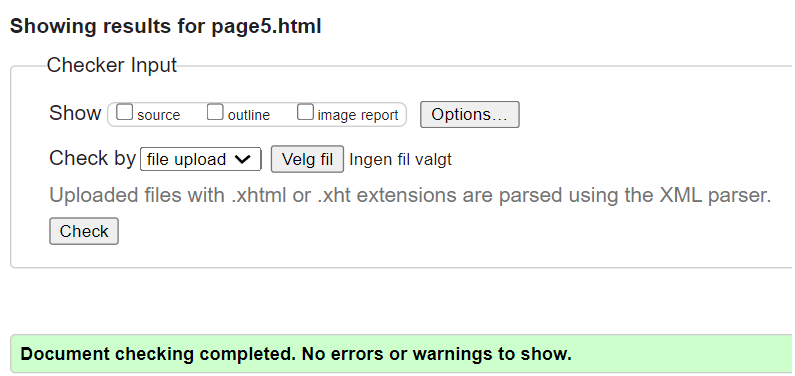 Showing results for page5.html
Checker Input
Show source outline image report Options...
Check by file upload Velg fil Ingen fil valgt
Uploaded files with .xhtml or .xht extensions are parsed using the XML parser.
Check
Document checking completed. No errors or warnings to show.